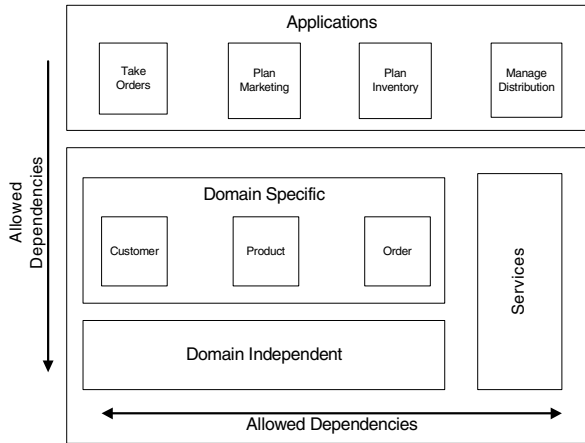 Applications
Take
Orders
Plan
Marketing
Plan
Inventory
Manage
Distribution
Allowed
Dependencies
Domain Specific
Customer
Product
Order
Services
Domain Independent
Allowed Dependencies